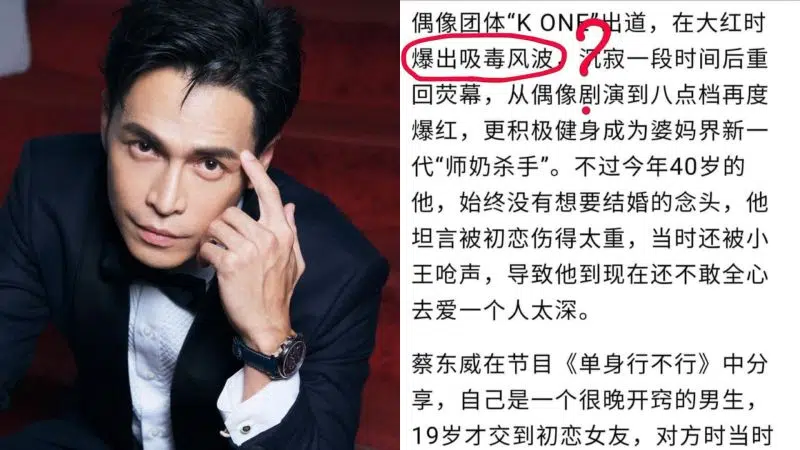 偶像团体“K ONE”出道，在大红时
爆出吸毒风波，沉寂一段时间后重
回荧幕，从偶像剧演到八点档再度
爆红，更积极健身成为婆妈界新一
代“师奶杀手”。不过今年40岁的
他，始终没有想要结婚的念头，他
坦言被初恋伤得太重，当时还被小
王呛声，导致他到现在还不敢全心
去爱一个人太深。
蔡东威在节目《单身行不行》中分
享，自己是一个很晚开窍的男生，
19岁才交到初恋女友，对方时当时
?